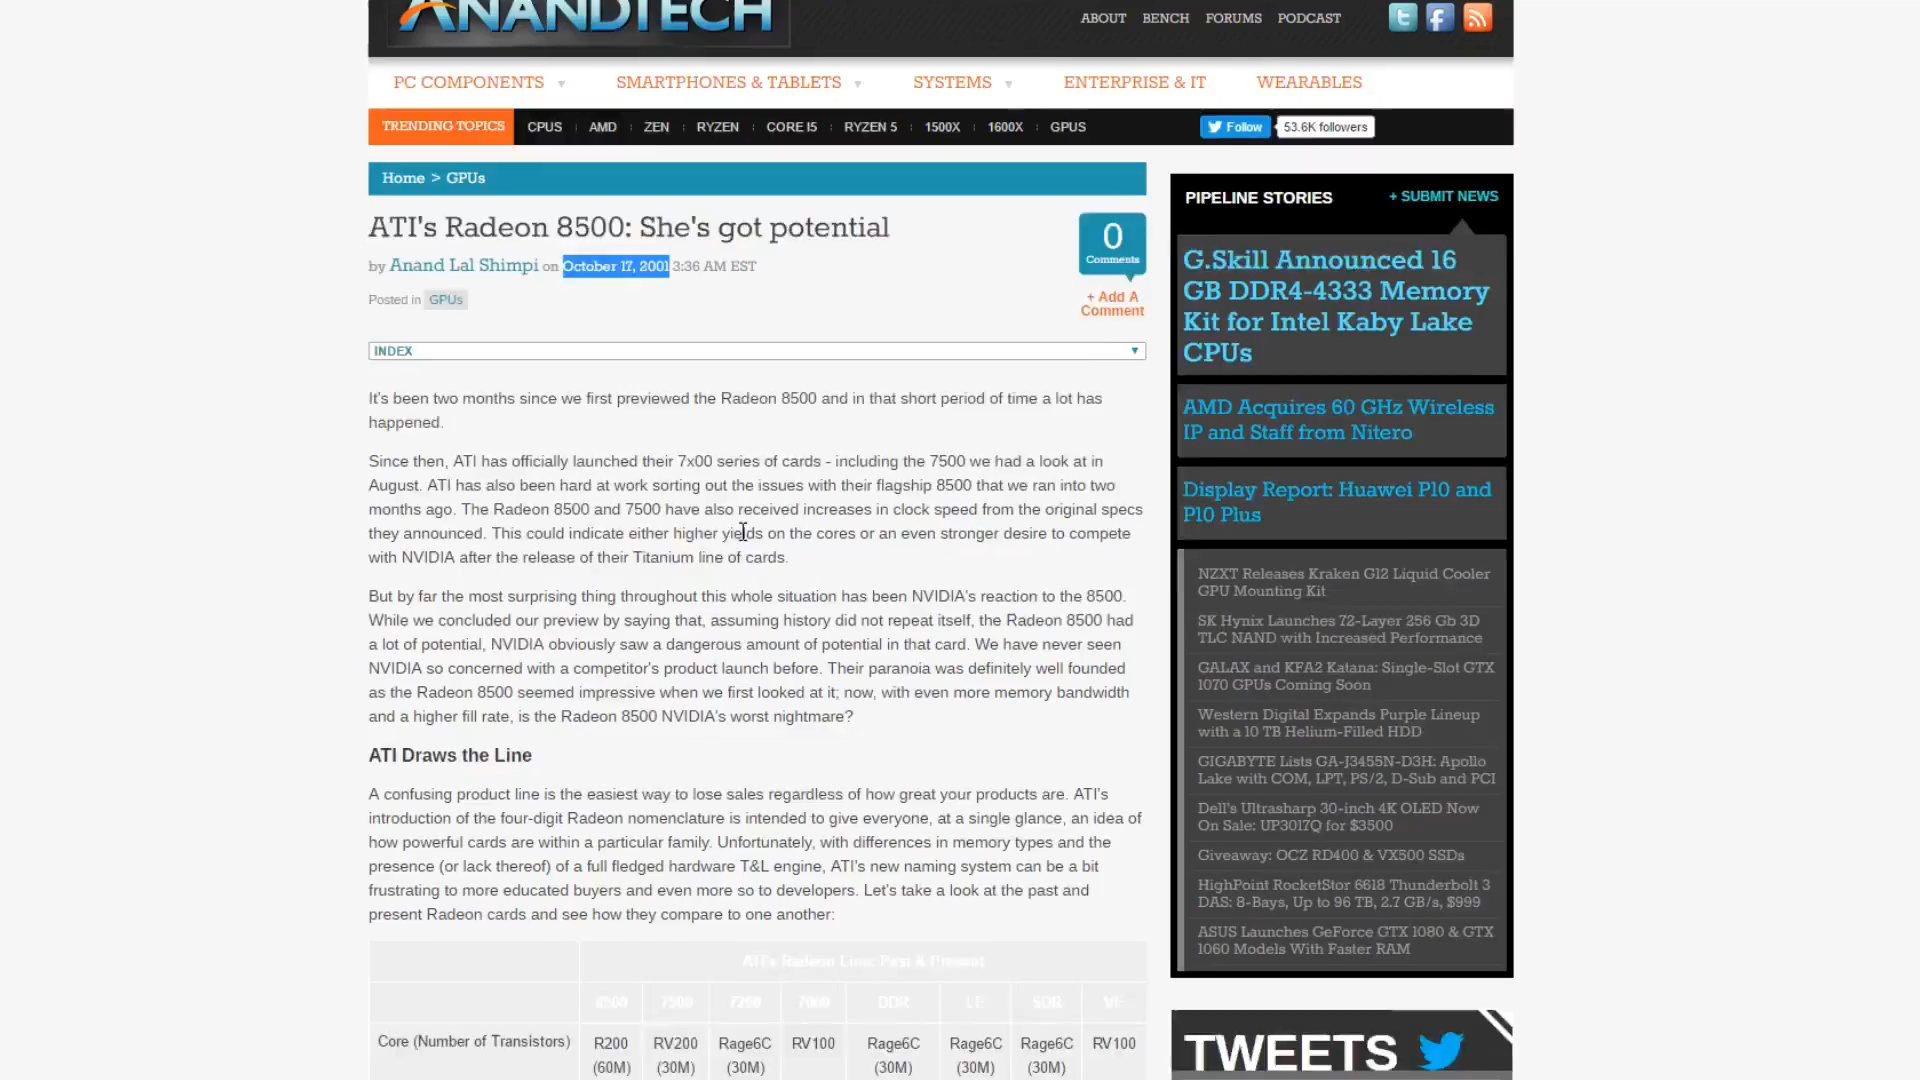 ANANDTECH
ABOUT BENCH FORUMS PODCAST
PC COMPONENTS SMARTPHONES & TABLETS SYSTEMS ENTERPRISE & IT WEARABLES
TRENDING TOPICS CPUS AMD ZEN RYZEN CORE I5 RYZEN 5 1500X 1600X GPUS
Follow 53.6K followers
Home > GPUs
ATI's Radeon 8500: She's got potential
by Anand Lal Shimpi on October 17, 2001 3:36 AM EST
Posted in GPUs
0
Comments
+ Add A
Comment
INDEX
It's been two months since we first previewed the Radeon 8500 and in that short period of time a lot has
happened.
Since then, ATI has officially launched their 7x00 series of cards - including the 7500 we had a look at in
August. ATI has also been hard at work sorting out the issues with their flagship 8500 that we ran into two
months ago. The Radeon 8500 and 7500 have also received increases in clock speed from the original specs
they announced. This could indicate either higher yields on the cores or an even stronger desire to compete
with NVIDIA after the release of their Titanium line of cards.
But by far the most surprising thing throughout this whole situation has been NVIDIA's reaction to the 8500.
While we concluded our preview by saying that, assuming history did not repeat itself, the Radeon 8500 had
a lot of potential, NVIDIA obviously saw a dangerous amount of potential in that card. We have never seen
NVIDIA so concerned with a competitor's product launch before. Their paranoia was definitely well founded
as the Radeon 8500 seemed impressive when we first looked at it; now, with even more memory bandwidth
and a higher fill rate, is the Radeon 8500 NVIDIA's worst nightmare?
ATI Draws the Line
A confusing product line is the easiest way to lose sales regardless of how great your products are. ATI's
introduction of the four-digit Radeon nomenclature is intended to give everyone, at a single glance, an idea of
how powerful cards are within a particular family. Unfortunately, with differences in memory types and the
presence (or lack thereof) of a full fledged hardware T&L engine, ATI's new naming system can be a bit
frustrating to more educated buyers and even more so to developers. Let's take a look at the past and
present Radeon cards and see how they compare to one another:
ATI's Radeon Line: Past & Present
8500 7500 7200 7000 DDR LE SDR VE
Core (Number of Transistors) R200 RV200 Rage6C RV100 Rage6C Rage6C Rage6C RV100
(60M) (30M) (30M) (30M) (30M) (30M)
PIPELINE STORIES + SUBMIT NEWS
G.Skill Announced 16
GB DDR4-4333 Memory
Kit for Intel Kaby Lake
CPUs
AMD Acquires 60 GHz Wireless
IP and Staff from Nitero
Display Report: Huawei P10 and
P10 Plus
NZXT Releases Kraken G12 Liquid Cooler
GPU Mounting Kit
SK Hynix Launches 72-Layer 256 Gb 3D
TLC NAND with Increased Performance
GALAX and KFA2 Katana: Single-Slot GTX
1070 GPUs Coming Soon
Western Digital Expands Purple Lineup
with a 10 TB Helium-Filled HDD
GIGABYTE Lists GA-J3455N-D3H: Apollo
Lake with COM, LPT, PS/2, D-Sub and PCI
Dell's Ultrasharp 30-inch 4K OLED Now
On Sale: UP3017Q for $3500
Giveaway: OCZ RD400 & VX500 SSDs
HighPoint RocketStor 6618 Thunderbolt 3
DAS: 8-Bays, Up to 96 TB, 2.7 GB/s, $999
ASUS Launches GeForce GTX 1080 & GTX
1060 Models With Faster RAM
TWEETS